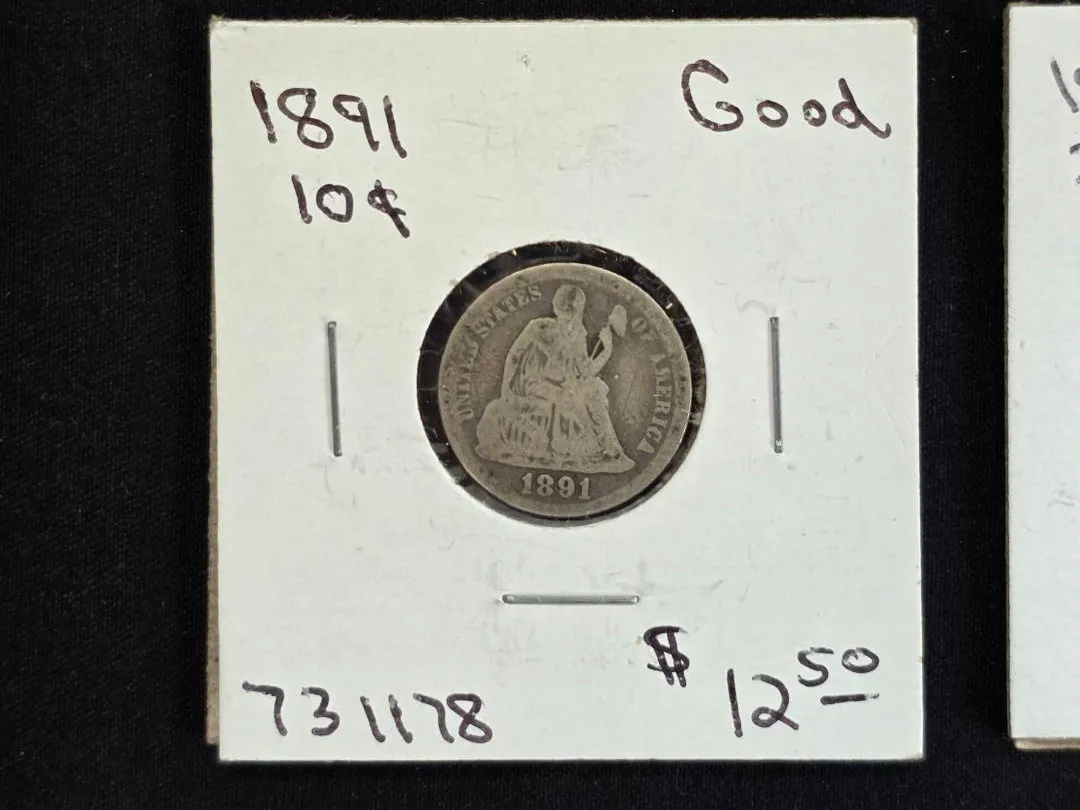 1891
10¢
Good
UNITED STATES OF AMERICA
1891
731178
$ 12 50